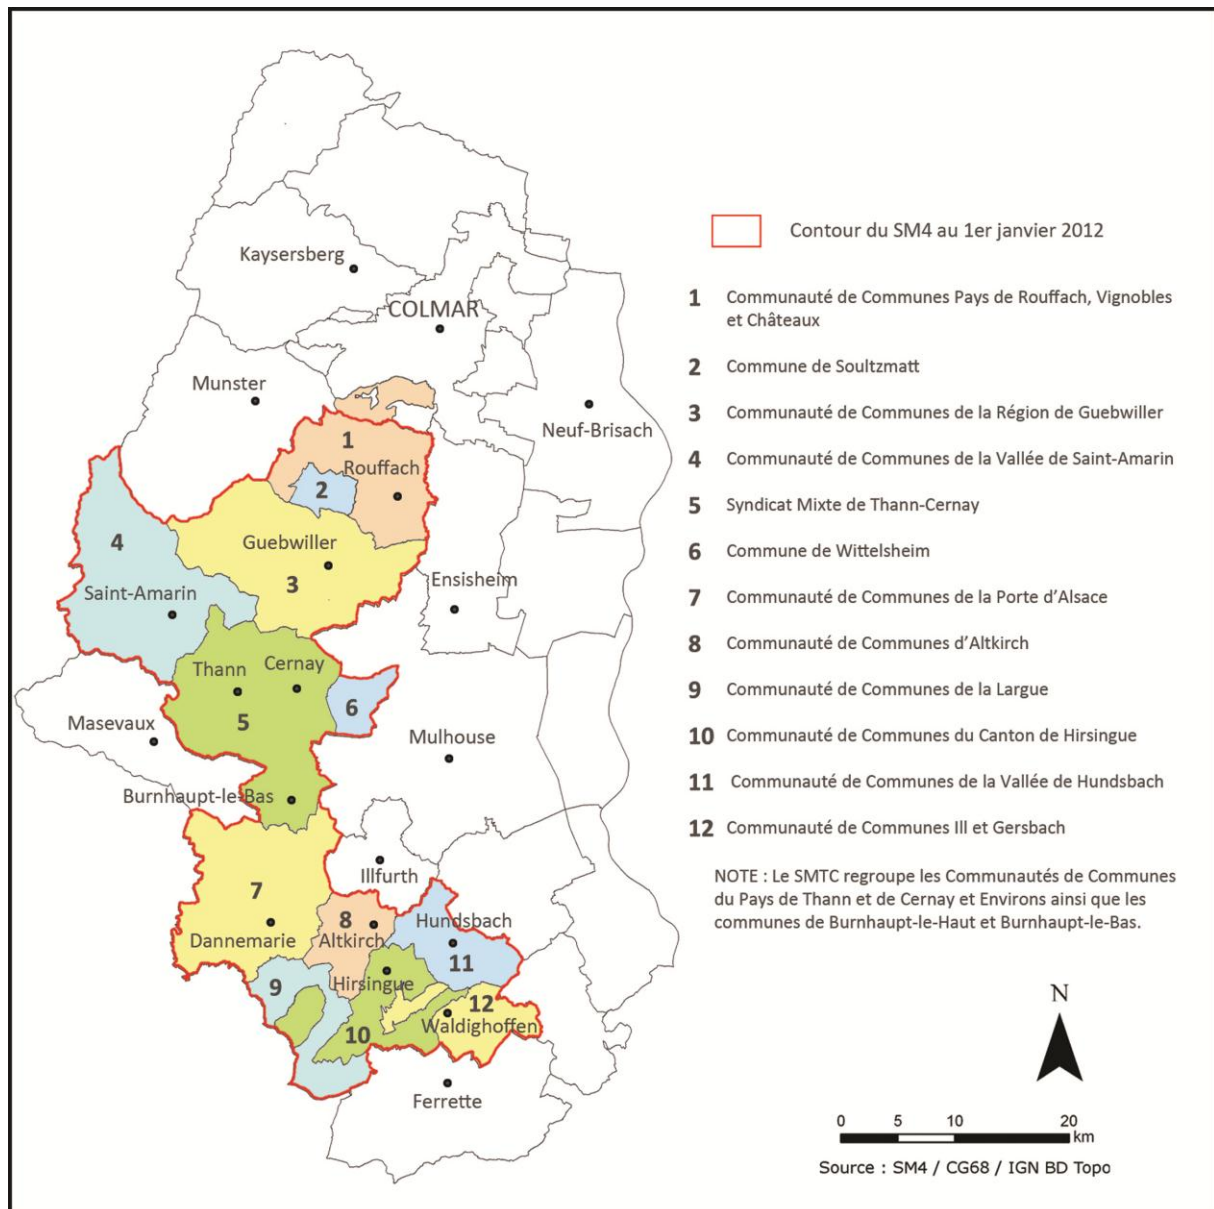 Kaysersberg
COLMAR
Munster
Neuf-Brisach
1
Rouffach
2
4
Guebwiller
3
Ensisheim
Saint-Amarin
Thann
Cernay
6
5
Masevaux
Mulhouse
Burnhaupt-le-Bas
Illfurth
7
8
Hundsbach
Dannemarie
Altkirch
11
9
Hirsingue
12
10
Waldighoffen
Ferrette
Contour du SM4 au 1er janvier 2012
1 Communauté de Communes Pays de Rouffach, Vignobles
et Châteaux
2 Commune de Soultzmatt
3 Communauté de Communes de la Région de Guebwiller
4 Communauté de Communes de la Vallée de Saint-Amarin
5 Syndicat Mixte de Thann-Cernay
6 Commune de Wittelsheim
7 Communauté de Communes de la Porte d'Alsace
8 Communauté de Communes d'Altkirch
9 Communauté de Communes de la Largue
10 Communauté de Communes du Canton de Hirsingue
11 Communauté de Communes de la Vallée de Hundsbach
12 Communauté de Communes Ill et Gersbach
NOTE : Le SMTC regroupe les Communautés de Communes
du Pays de Thann et de Cernay et Environs ainsi que les
communes de Burnhaupt-le-Haut et Burnhaupt-le-Bas.
N
0 5 10 20
km
Source : SM4 / CG68 / IGN BD Topo